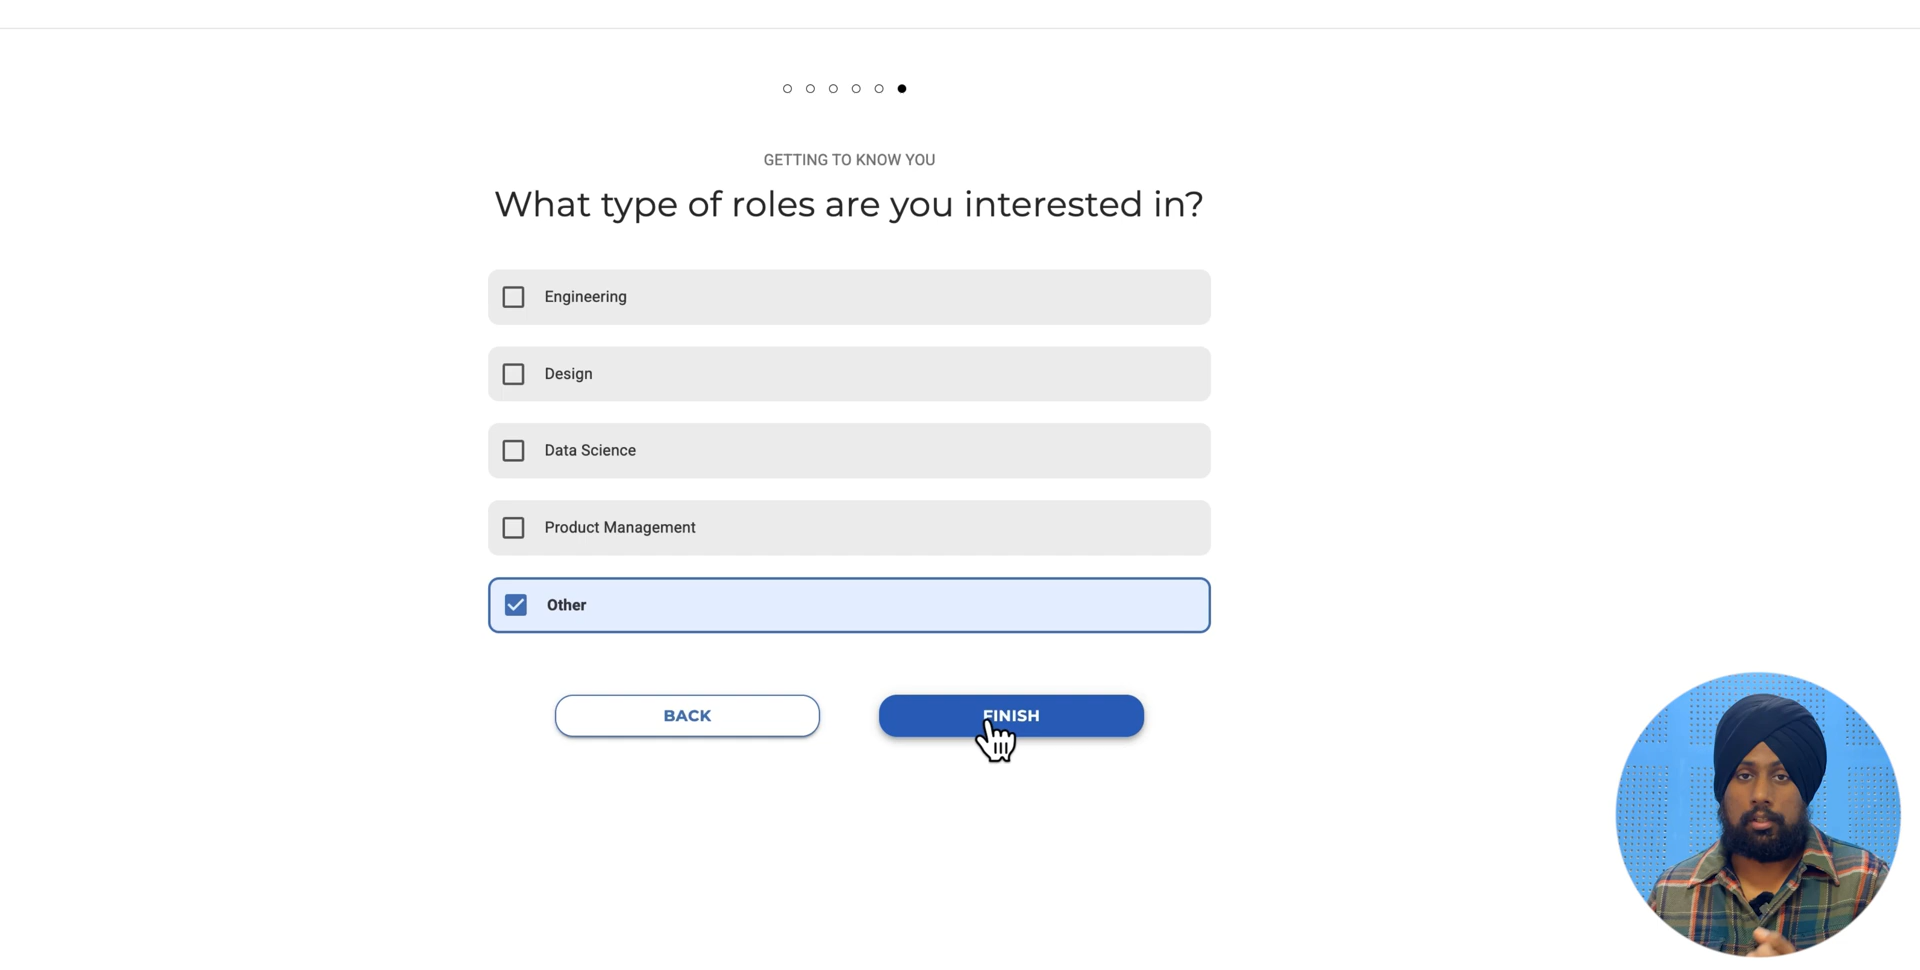 GETTING TO KNOW YOU
What type of roles are you interested in?
Engineering
Design
Data Science
Product Management
Other
BACK
FINISH